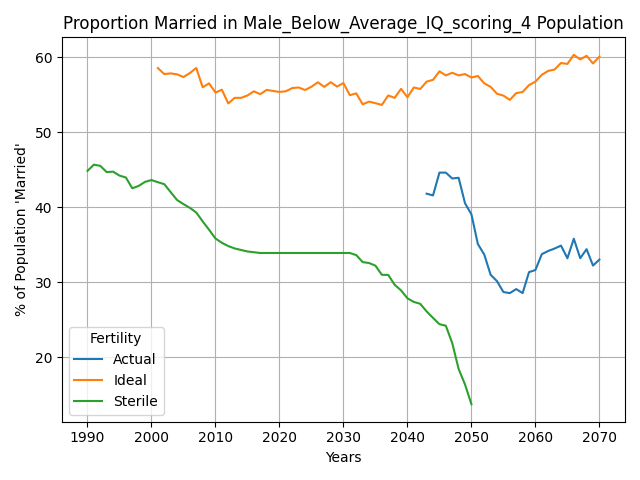 Proportion Married in Male_Below_Average_IQ_scoring_4 Population
% of Population 'Married'
60
50
40
30
20
Fertility
Actual
Ideal
Sterile
1990 2000 2010 2020 2030 2040 2050 2060 2070
Years